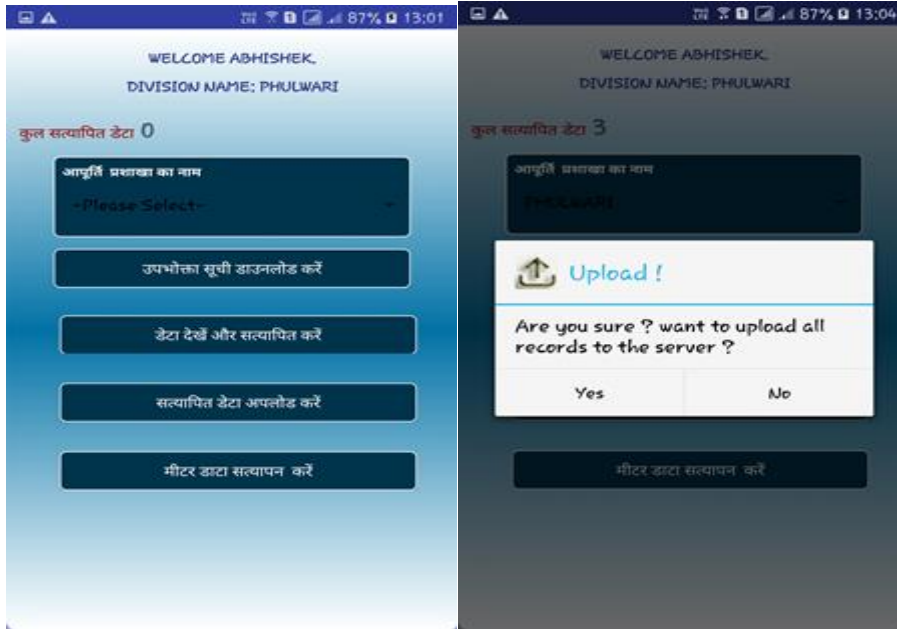 87% 13:01
WELCOME ABHISHEK,
DIVISION NAME: PHULWARI
कुल सत्यापित डेटा 0
आपूर्ति प्रशाखा का नाम
-Please Select-
उपभोक्ता सूची डाउनलोड करें
डेटा देखें और सत्यापित करें
सत्यापित डेटा अपलोड करें
मीटर डाटा सत्यापन करें
87% 13:04
WELCOME ABHISHEK,
DIVISION NAME: PHULWARI
कुल सत्यापित डेटा 3
आपूर्ति प्रशाखा का नाम
PHULWARI
Upload !
Are you sure ? want to upload all
records to the server ?
Yes No
मीटर डाटा सत्यापन करें